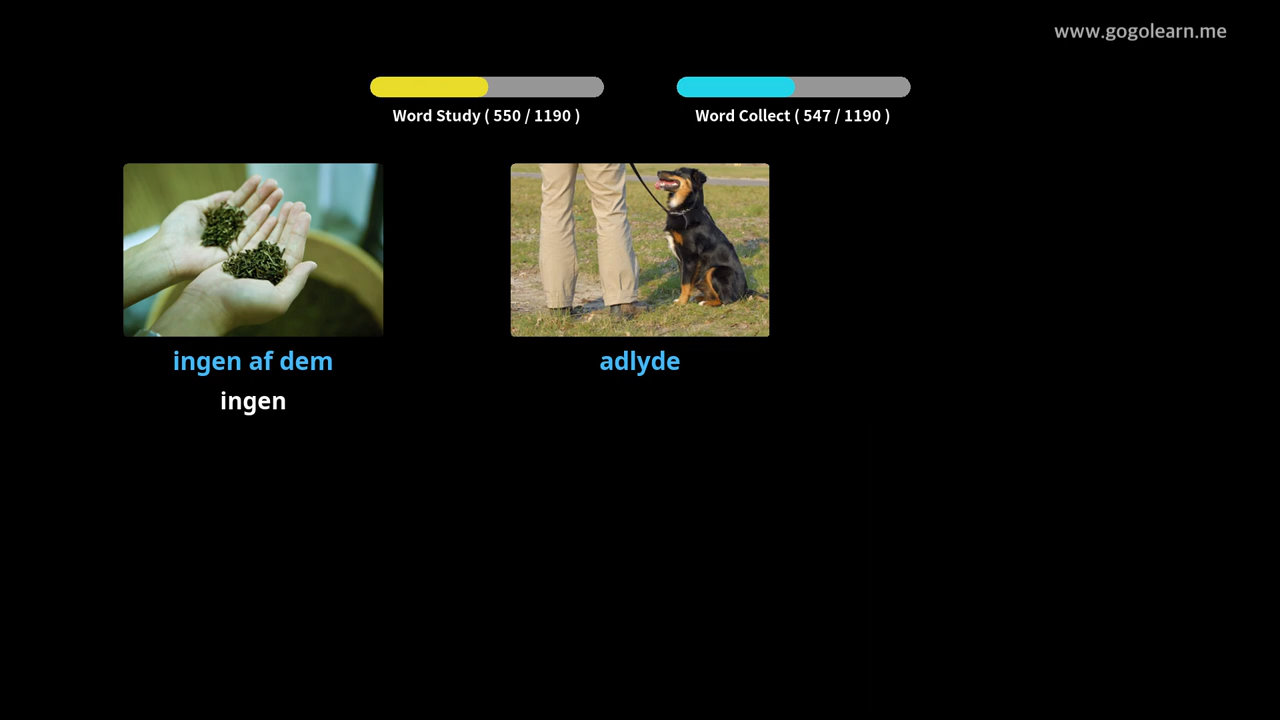 www.gogolearn.me
Word Study ( 550 / 1190 )
Word Collect ( 547 / 1190 )
ingen af dem
ingen
adlyde